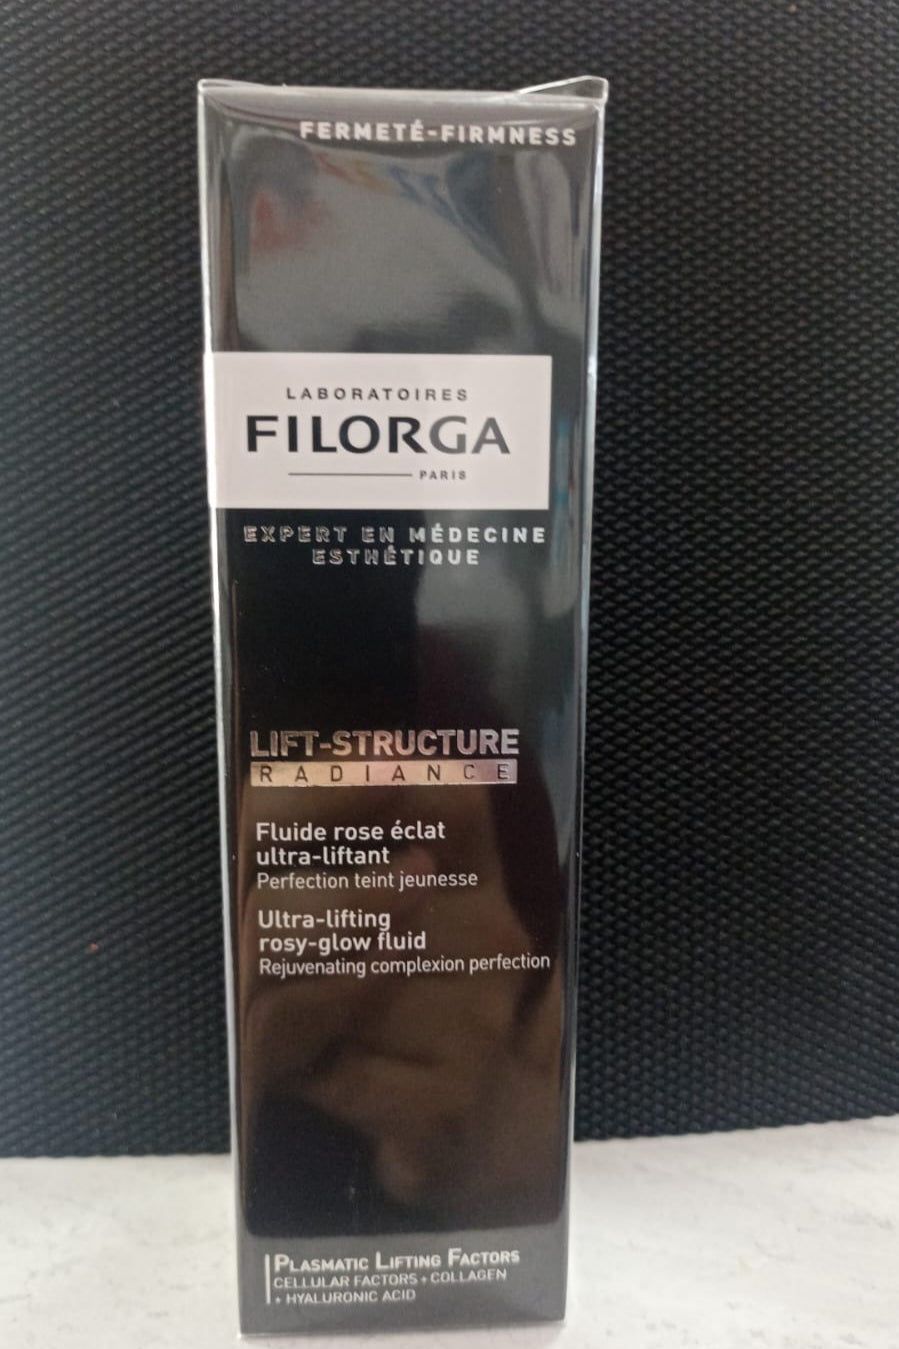 FERMETÉ-FIRMNESS
LABORATOIRES
FILORGA
PARIS
EXPERT EN MÉDECINE
ESTHÉTIQUE
LIFT-STRUCTURE
RADIANCE
Fluide rose éclat
ultra-liftant
Perfection teint jeunesse
Ultra-lifting
rosy-glow fluid
Rejuvenating complexion perfection
PLASMATIC LIFTING FACTORS
CELLULAR FACTORS + COLLAGEN
+ HYALURONIC ACID